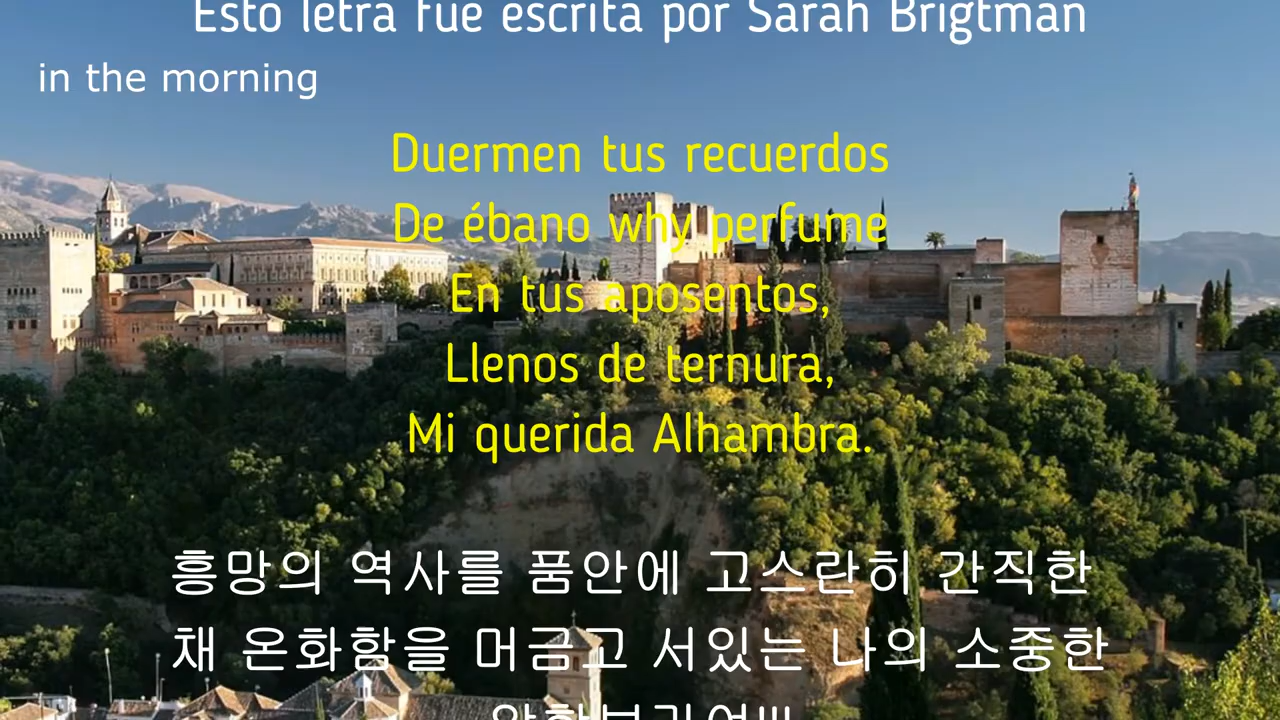 Esto letra fue escrita por Sarah Brigtman
in the morning
Duermen tus recuerdos
De ébano why perfume
En tus aposentos,
Llenos de ternura,
Mi querida Alhambra.
흥망의 역사를 품안에 고스란히 간직한
채 온화함을 머금고 서있는 나의 소중한